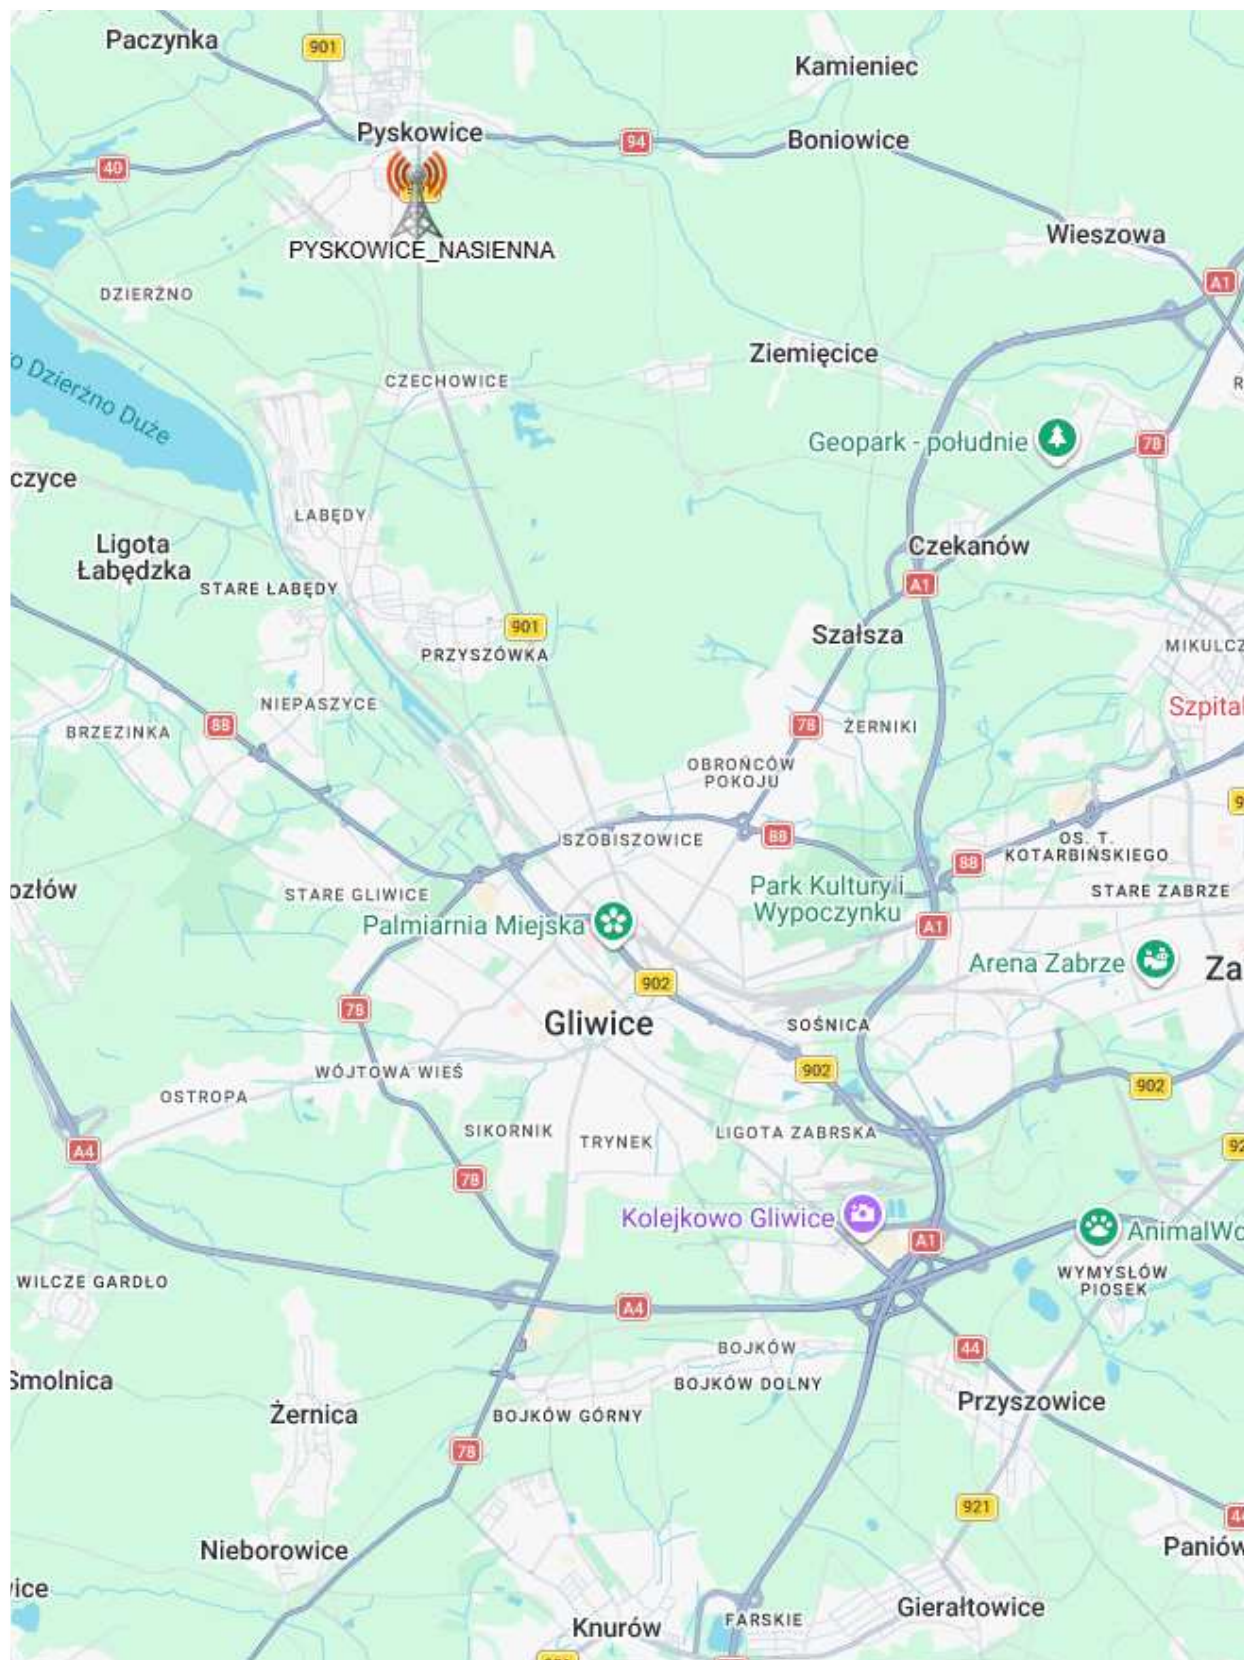 Paczynka
901
Kamieniec
Pyskowice
94
Boniowice
40
PYSKOWICE_NASIENNA
Wieszowa
A1
DZIERŻNO
Ziemięcice
CZECHOWICE
o Dzierżno Duże
R
Geopark - południe
78
czyce
ŁABĘDY
Ligota
Łabędzka
Czekanów
STARE ŁABĘDY
A1
901
Szałsza
PRZYSZÓWKA
MIKULCZ
NIEPASZYCE
Szpital
BRZEZINKA
88
78
ŻERNIKI
OBROŃCÓW
POKOJU
9
SZOBISZOWICE
88
OS. T.
KOTARBIŃSKIEGO
88
ozłów
STARE GLIWICE
Park Kultury i
Wypoczynku
STARE ZABRZE
Palmiarnia Miejska
A1
Arena Zabrze
Za
902
78
Gliwice
SOŚNICA
WÓJTOWA WIEŚ
902
902
OSTROPA
SIKORNIK
TRYNEK
LIGOTA ZABRSKA
A4
92
78
Kolejkowo Gliwice
A1
AnimalWo
WILCZE GARDŁO
WYMYSŁÓW
PIOSEK
A4
BOJKÓW
44
Smolnica
BOJKÓW DOLNY
Przyszowice
Żernica
BOJKÓW GÓRNY
78
921
44
Nieborowice
Paniów
vice
Gierałtowice
Knurów
FARSKIE